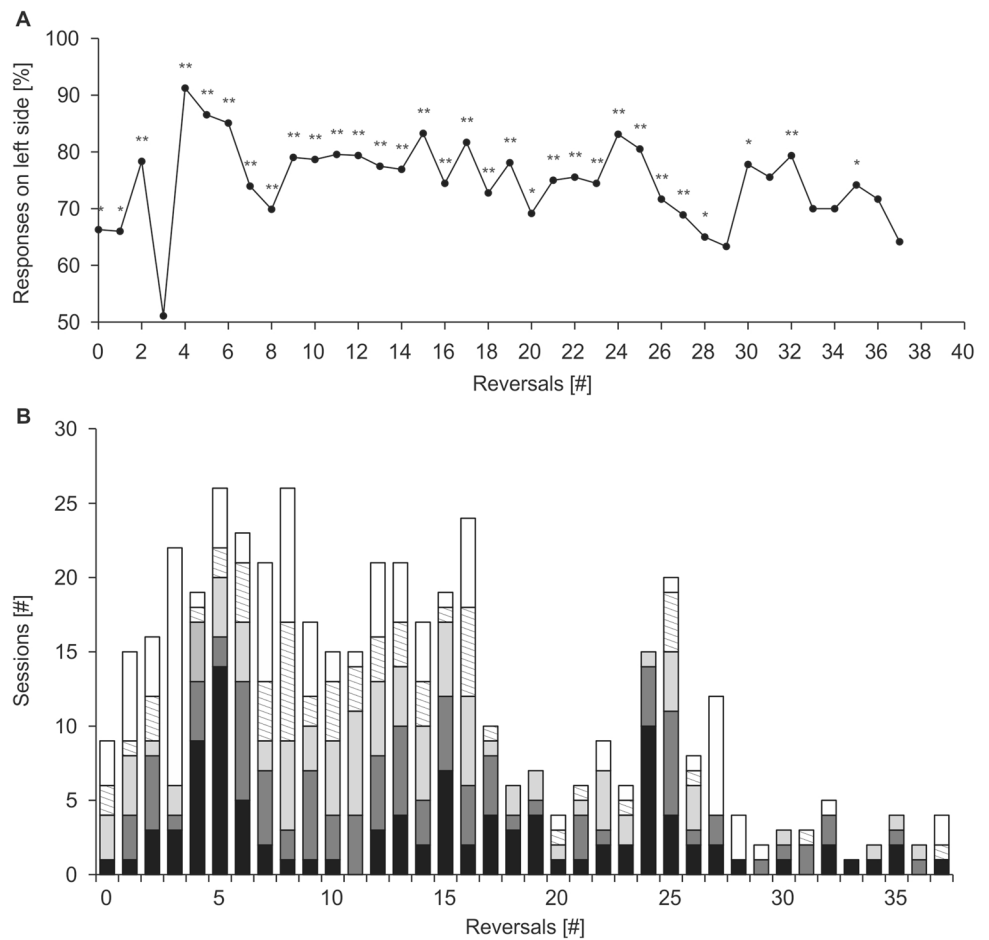 A
Responses on left side [%]
100
90
80
70
60
50
** ** ** ** ** ** ** ** ** ** ** ** ** ** ** ** ** ** * ** ** ** ** ** ** ** * * ** *
* *
0 2 4 6 8 10 12 14 16 18 20 22 24 26 28 30 32 34 36 38 40
Reversals [#]
B
Sessions [#]
30
25
20
15
10
5
0
0 5 10 15 20 25 30 35
Reversals [#]